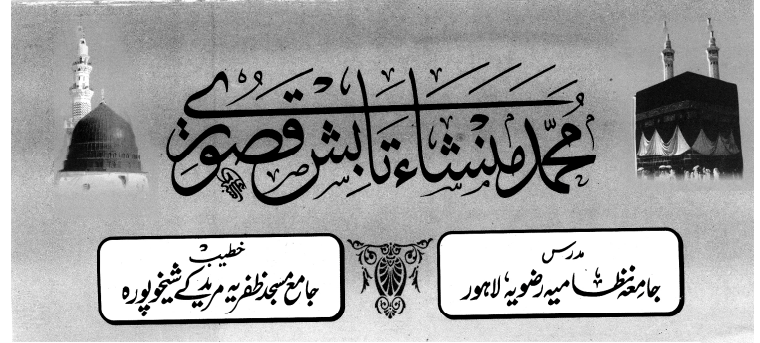 محمد منشاء تابش قصوری
مدرس
جامعہ نظامیہ رضویہ لاہور
خطیب
جامع مسجد ظفریہ مریدکے شیخوپورہ